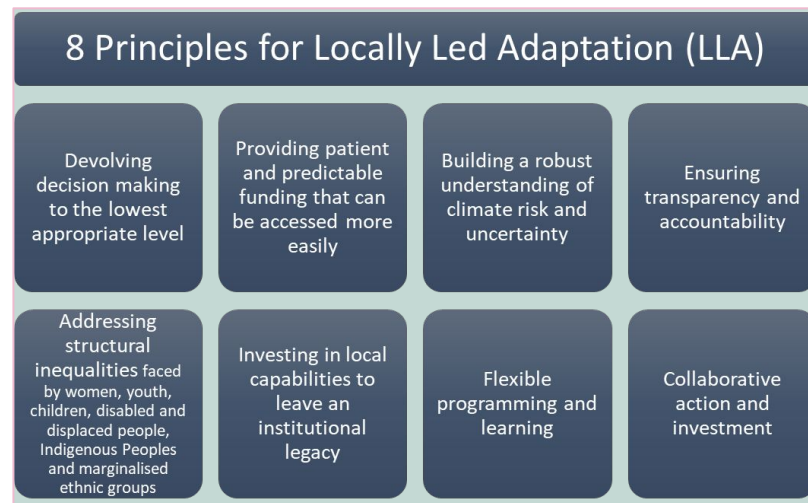 8 Principles for Locally Led Adaptation (LLA)
Devolving
decision making
to the lowest
appropriate level
Providing patient
and predictable
funding that can
be accessed more
easily
Building a robust
understanding of
climate risk and
uncertainty
Ensuring
transparency and
accountability
Addressing
structural
inequalities faced
by women, youth,
children, disabled and
displaced people,
Indigenous Peoples
and marginalised
ethnic groups
Investing in local
capabilities to
leave an
institutional
legacy
Flexible
programming and
learning
Collaborative
action and
investment